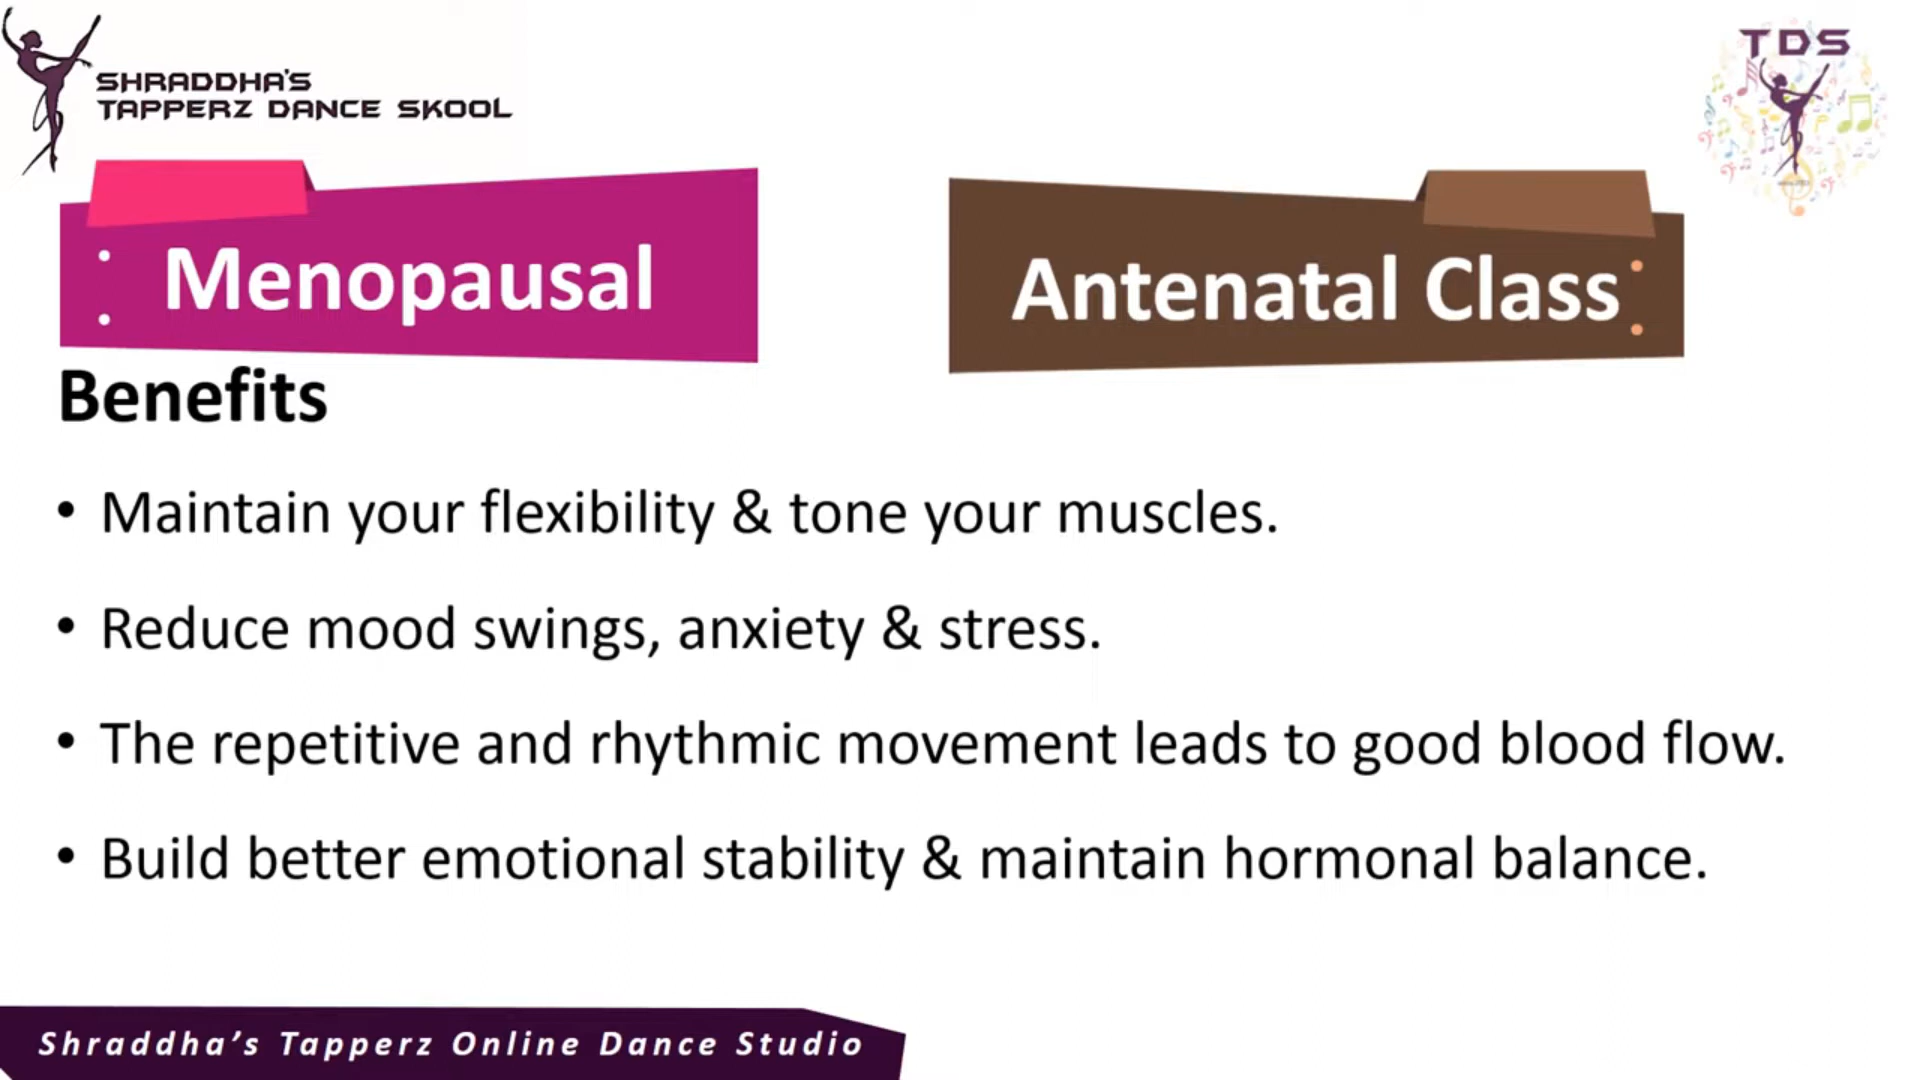 SHRADDHA'S
TAPPERZ DANCE SKOOL
TDS
Menopausal
Antenatal Class
Benefits
• Maintain your flexibility & tone your muscles.
• Reduce mood swings, anxiety & stress.
• The repetitive and rhythmic movement leads to good blood flow.
• Build better emotional stability & maintain hormonal balance.
Shraddha's Tapperz Online Dance Studio